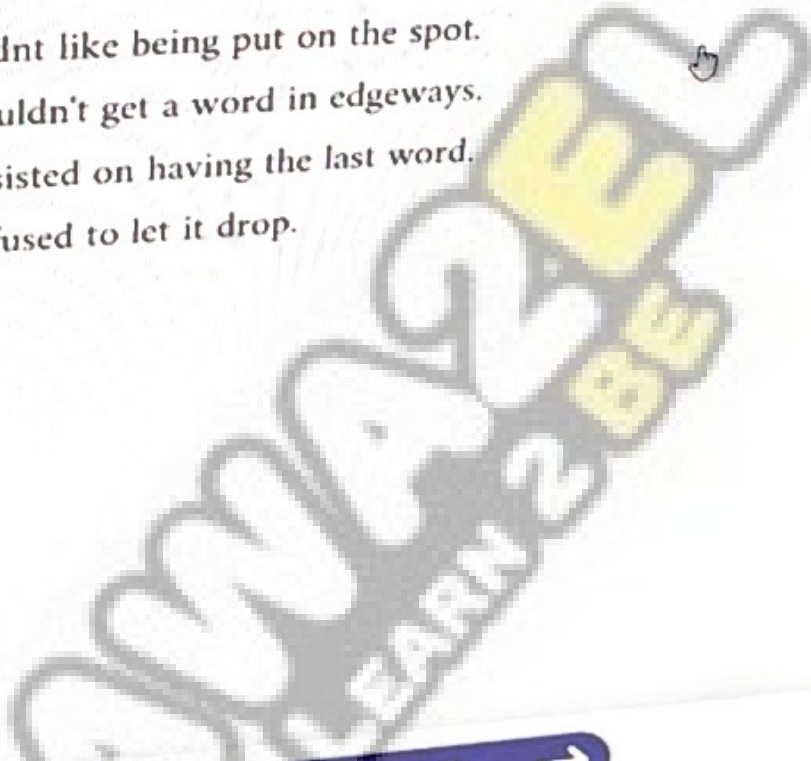 dnt like being put on the spot.
uldn't get a word in edgeways.
sisted on having the last word.
fused to let it drop.
LEARN 2 BE